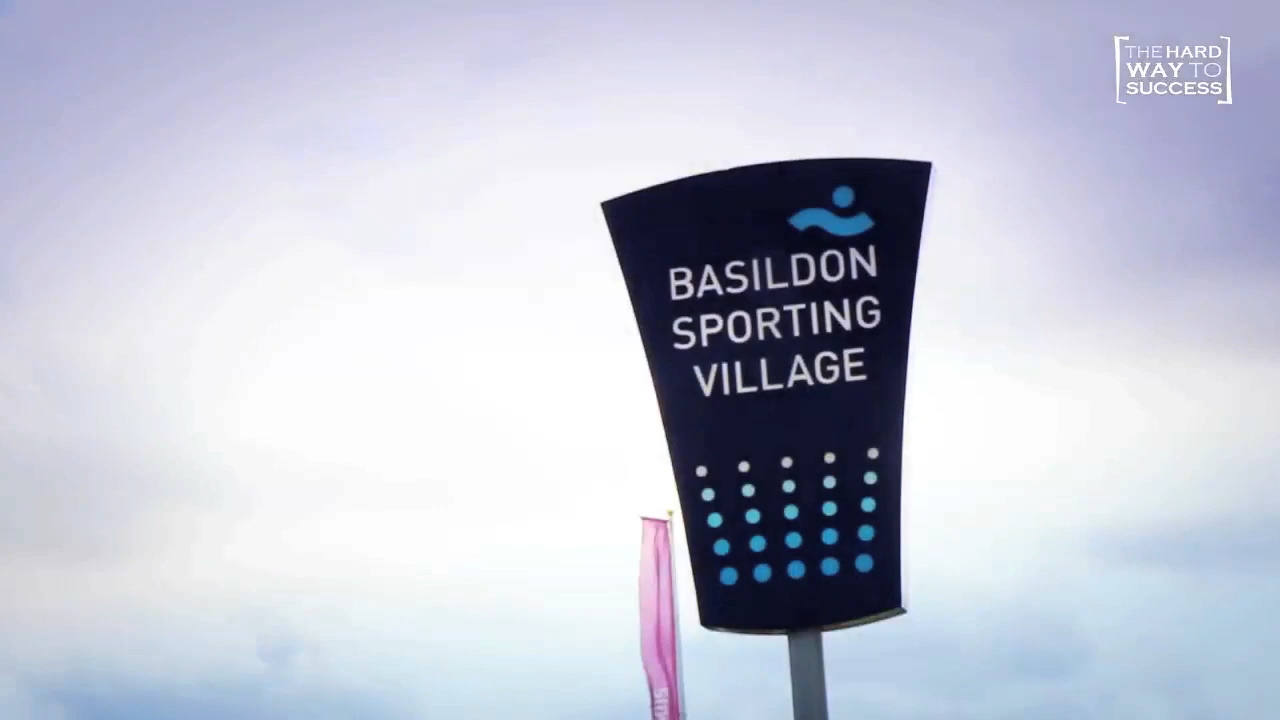 THE HARD
WAY TO
SUCCESS
BASILDON
SPORTING
VILLAGE